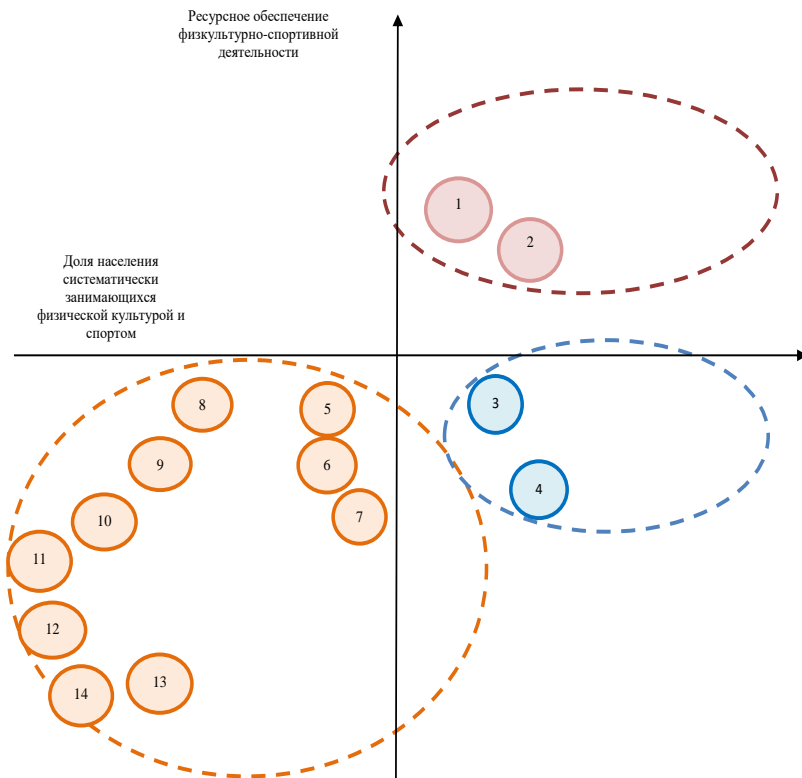 Ресурсное обеспечение
физкультурно-спортивной
деятельности
1
2
Доля населения
систематически
занимающихся
физической культурой и
спортом
3
8
5
9
6
4
10
7
11
12
13
14